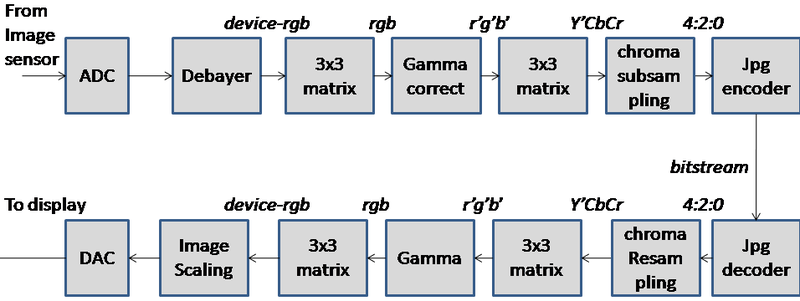 From
Image
sensor
device-rgb
rgb
r'g'b'
Y'CbCr
4:2:0
ADC
Debayer
3x3
matrix
Gamma
correct
3x3
matrix
chroma
subsam
pling
Jpg
encoder
bitstream
To display
device-rgb
rgb
r'g'b'
Y'CbCr
4:2:0
DAC
Image
Scaling
3x3
matrix
Gamma
3x3
matrix
chroma
Resam
pling
Jpg
decoder